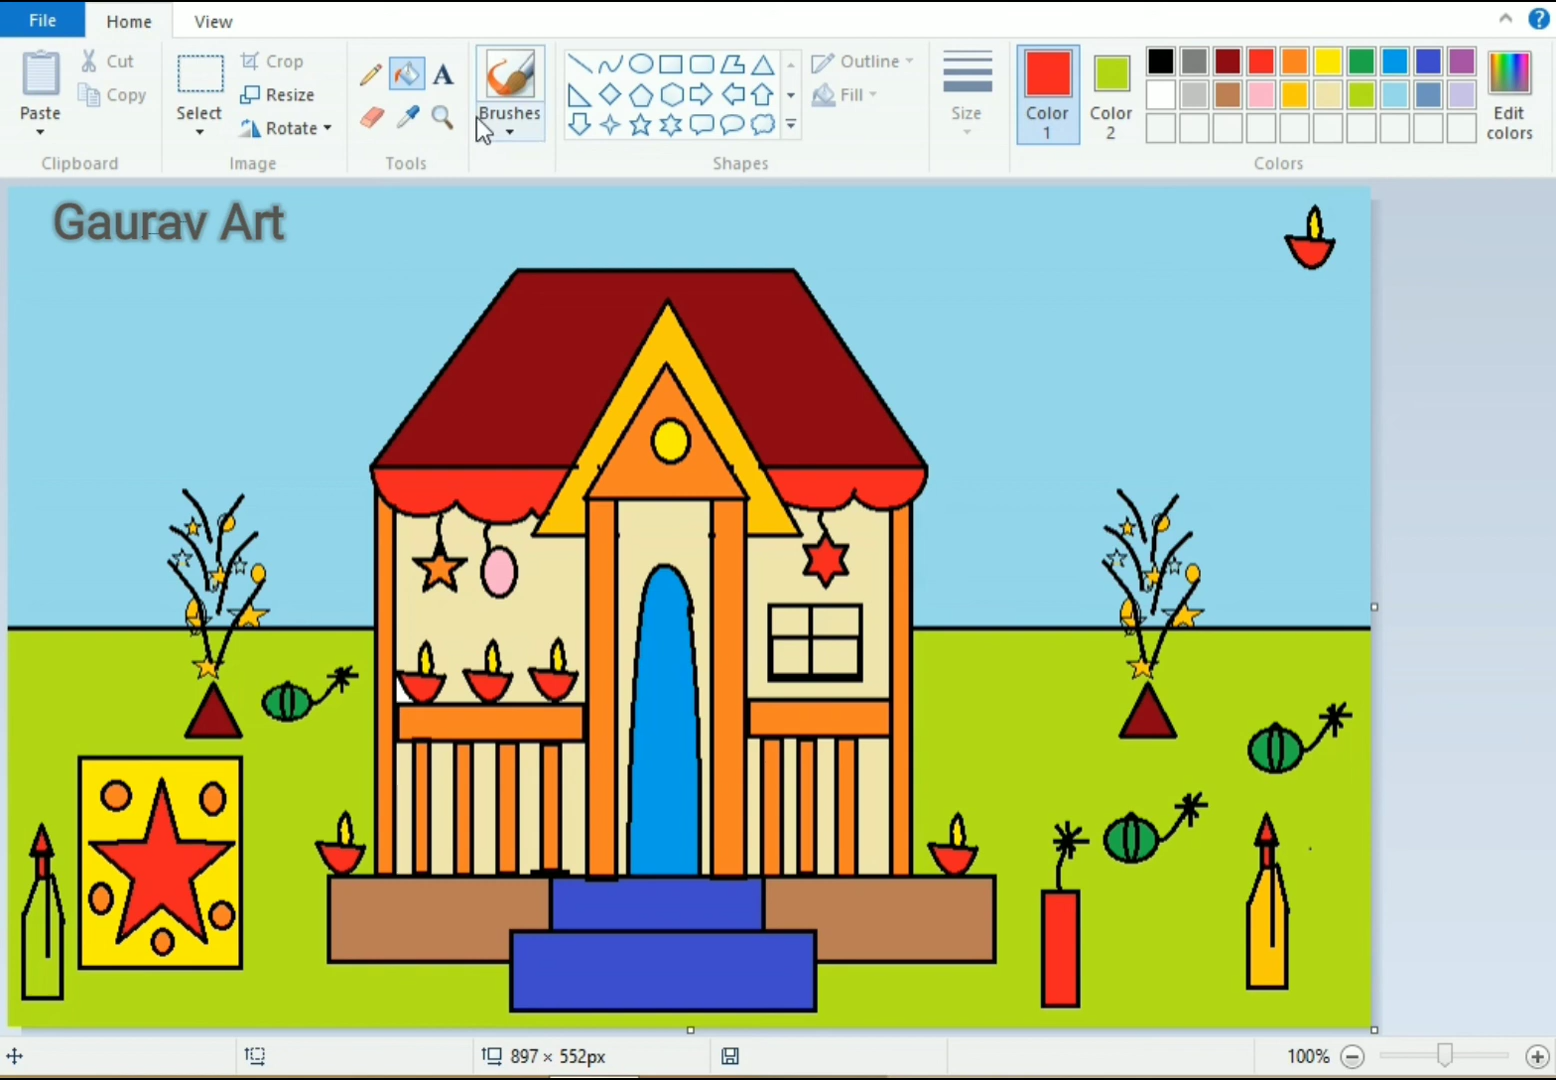 File Home View
Paste
Cut
Copy
Clipboard
Select
Crop
Resize
Rotate
Image
A
Tools
Brushes
Shapes
Outline
Fill
Size
Color
1
Color
2
Edit
colors
Colors
?
Gaurav Art
897 × 552px
100%